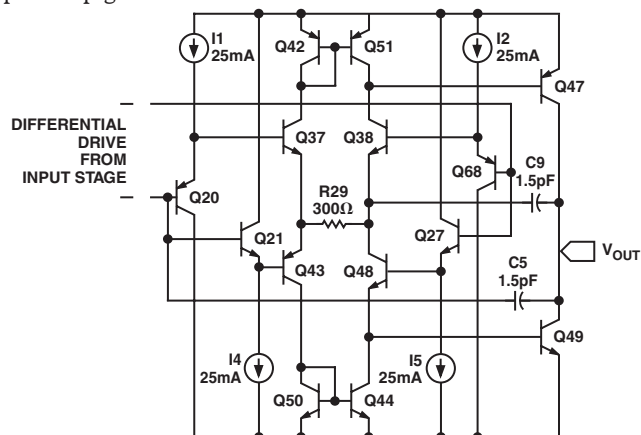 I1
25mA
Q42
Q51
I2
25mA
Q47
DIFFERENTIAL
DRIVE
FROM
INPUT STAGE
Q37
Q38
Q68
C9
1.5pF
Q20
R29
300Ω
Q21
Q27
Q43
Q48
VOUT
C5
1.5pF
Q49
I4
25mA
I5
25mA
Q50
Q44